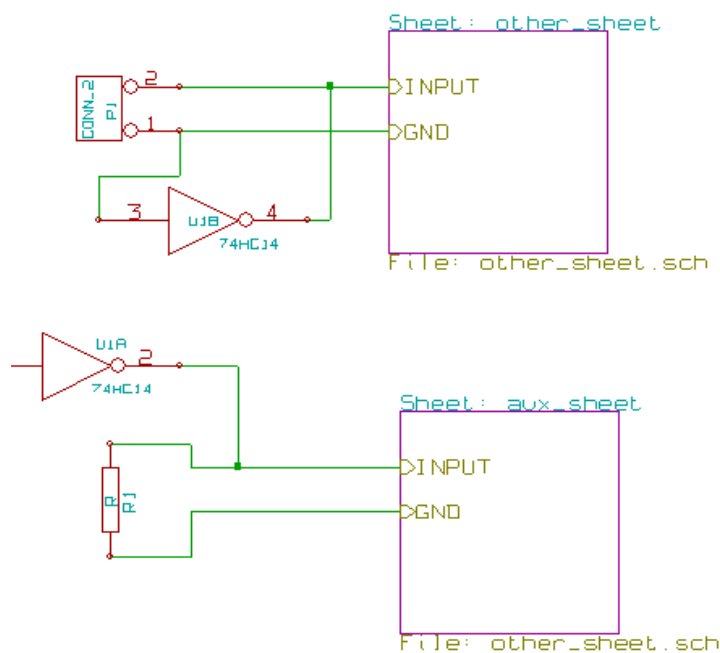 Sheet: other_sheet
CONN_2
P1
2
1
INPUT
GND
3
U1B
4
74HC14
File: other_sheet.sch
U1A
2
74HC14
Sheet: aux_sheet
R
R1
INPUT
GND
File: other_sheet.sch